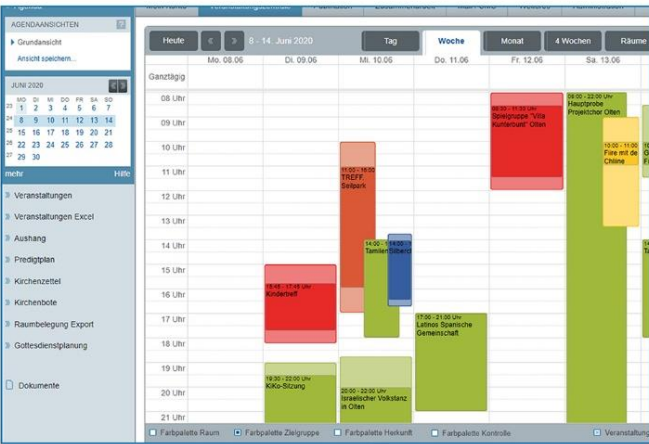 Agenda
AGENDAANSICHTEN
?
Grundansicht
Ansicht speichern...
JUNI 2020
MO DI MI DO FR SA SO
23 1 2 3 4 5 6 7
24 8 9 10 11 12 13 14
25 15 16 17 18 19 20 21
26 22 23 24 25 26 27 28
27 29 30
mehr Hilfe
Veranstaltungen
Veranstaltungen Excel
Aushang
Predigtplan
Kirchenzettel
Kirchenbote
Raumbelegung Export
Gottesdienstplanung
Dokumente
Heute
8 - 14. Juni 2020
Tag
Woche
Monat
4 Wochen
Räume
Mo. 08.06 Di. 09.06 Mi. 10.06 Do. 11.06 Fr. 12.06 Sa. 13.06
Ganztägig
08 Uhr
09 Uhr
10 Uhr
11 Uhr
12 Uhr
13 Uhr
14 Uhr
15 Uhr
16 Uhr
17 Uhr
18 Uhr
19 Uhr
20 Uhr
21 Uhr
15:45 - 17:45 Uhr
Kindertreff
19:30 - 22:00 Uhr
KiKo-Sitzung
11:00 - 16:00
TREFF.
Sälipark
14:00 - 1
Tamilen
14:00 - 1
20:00 - 22:00 Uhr
Israelischer Volkstanz
in Olten
17:00 - 21:00 Uhr
Latinos Spanische
Gemeinschaft
Spielgruppe "Vita
Kunterbunt" Olten
Hauptprobe
Projektchor Olten
10:00 - 11:00
Fiire mit de
Chliine
Farbpalette Raum
Farbpalette Zielgruppe
Farbpalette Herkunft
Farbpalette Kontrolle
Veranstaltung